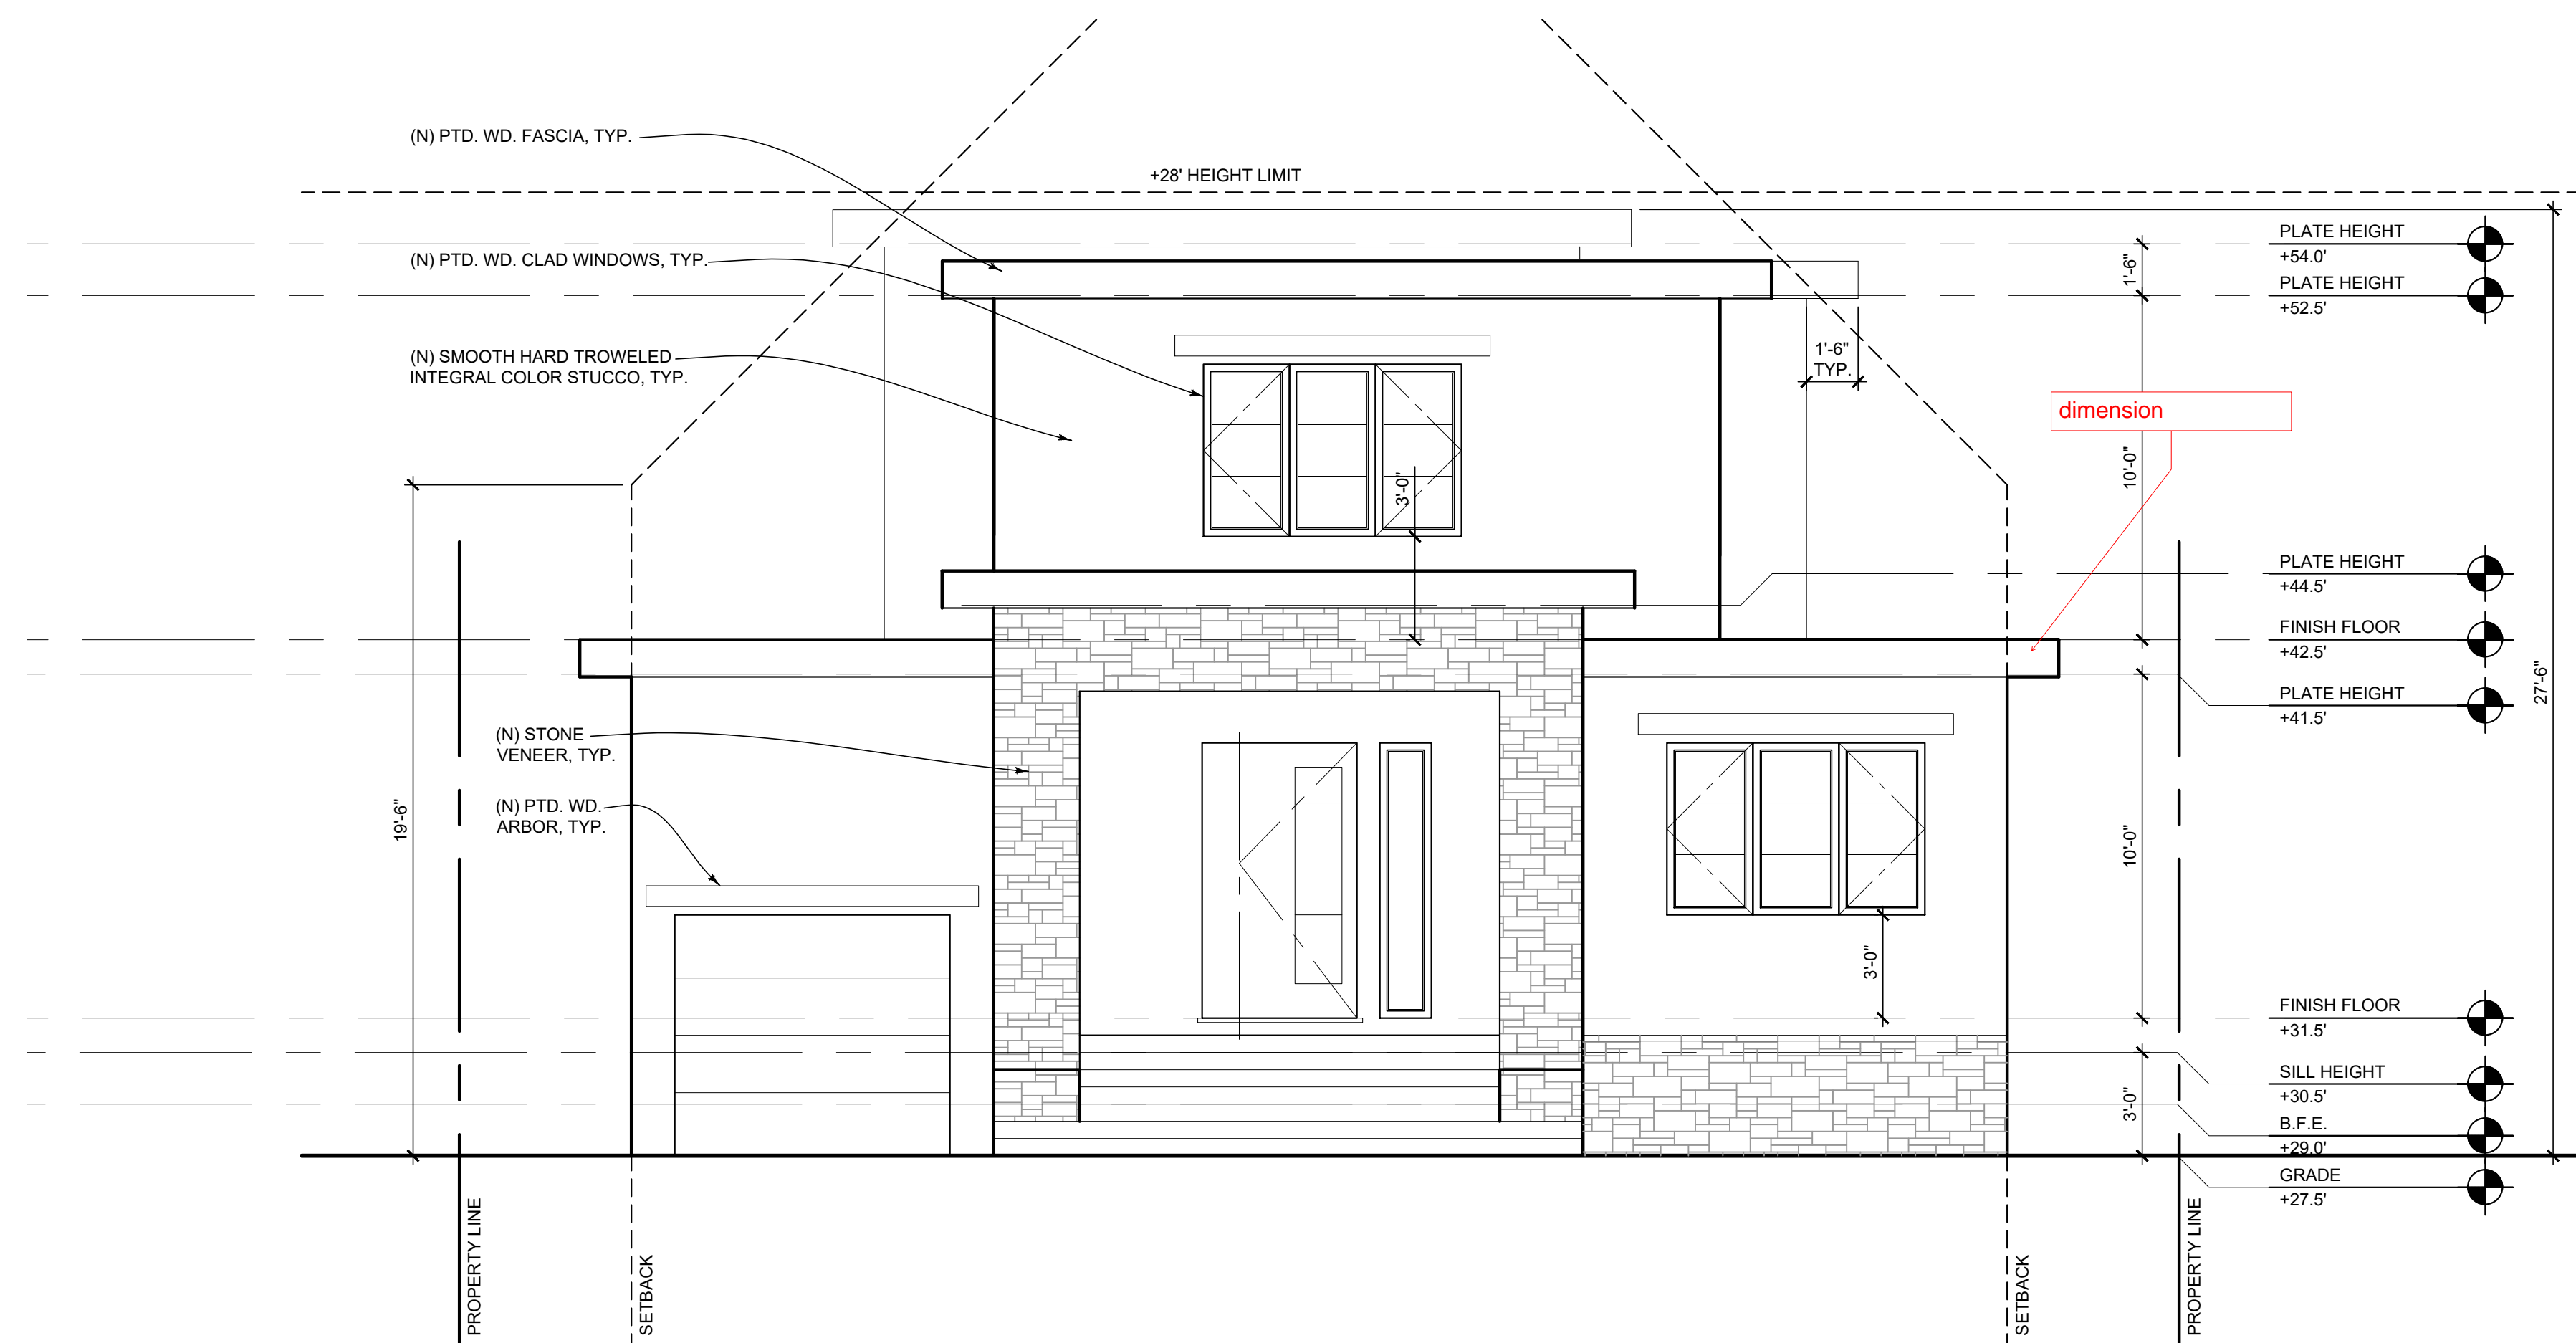 (N) PTD. WD. FASCIA, TYP.
+28' HEIGHT LIMIT
(N) PTD. WD. CLAD WINDOWS, TYP.
(N) SMOOTH HARD TROWELED
INTEGRAL COLOR STUCCO, TYP.
1'-6"
TYP.
dimension
1'-6"
10'-0"
3'-0"
PLATE HEIGHT
+54.0'
PLATE HEIGHT
+52.5'
PLATE HEIGHT
+44.5'
FINISH FLOOR
+42.5'
PLATE HEIGHT
+41.5'
27'-6"
(N) STONE
VENEER, TYP.
(N) PTD. WD.
ARBOR, TYP.
19'-6"
10'-0"
3'-0"
3'-0"
FINISH FLOOR
+31.5'
SILL HEIGHT
+30.5'
B.F.E.
+29.0'
GRADE
+27.5'
PROPERTY LINE
SETBACK
SETBACK
PROPERTY LINE